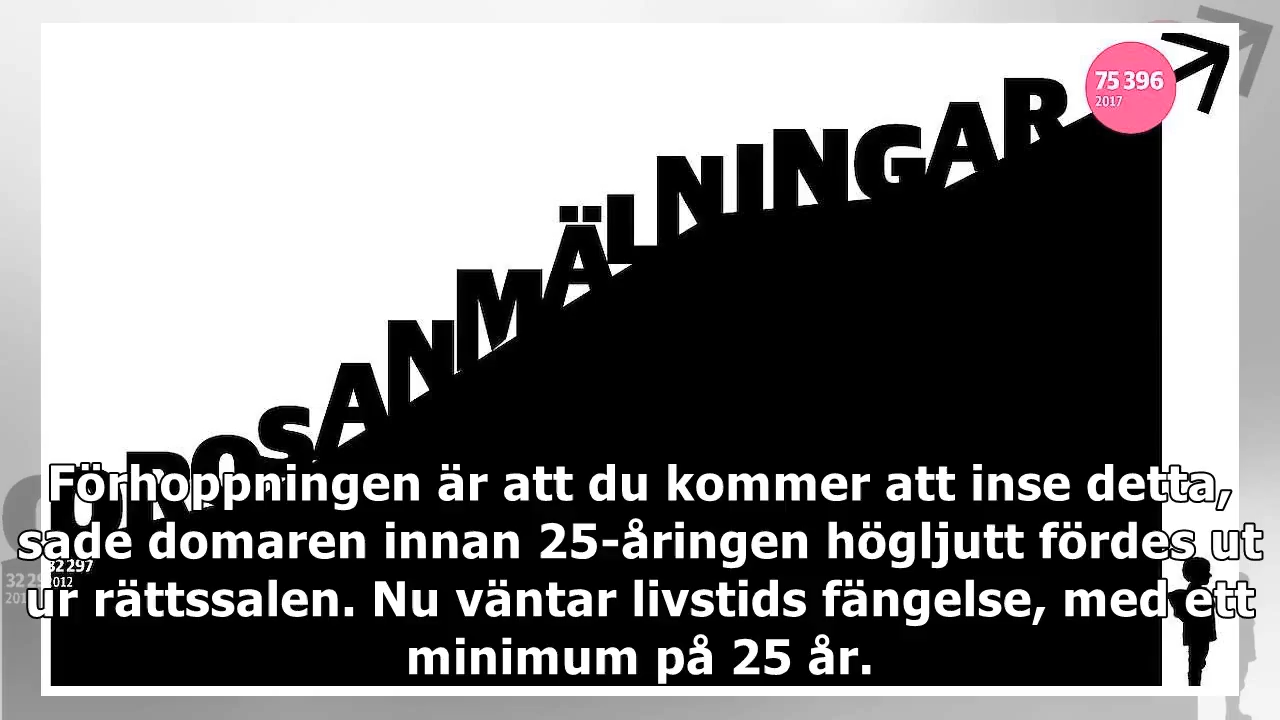 75 396
2017
OROSANMÄLNINGAR
32 297
2012
Förhoppningen är att du kommer att inse detta,
sade domaren innan 25-åringen högljutt fördes ut
ur rättssalen. Nu väntar livstids fängelse, med ett
minimum på 25 år.